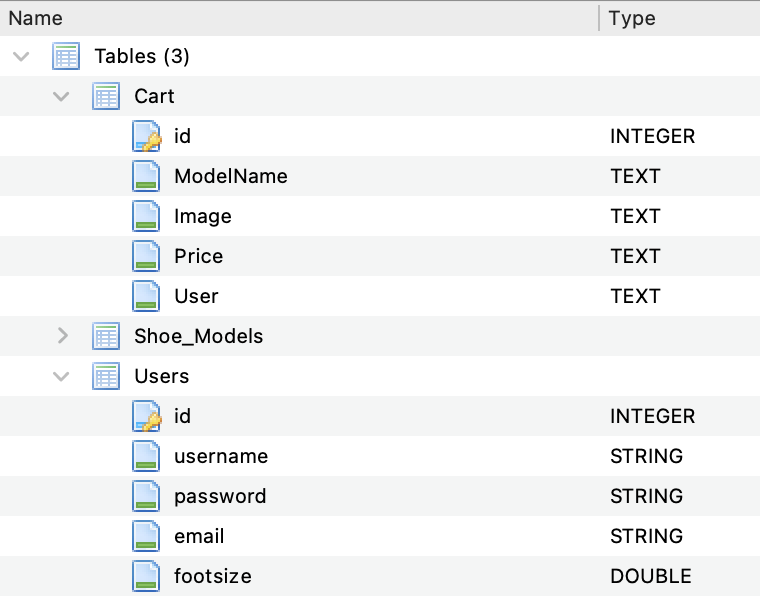 Name Type
Tables (3)
Cart
id INTEGER
ModelName TEXT
Image TEXT
Price TEXT
User TEXT
Shoe_Models
Users
id INTEGER
username STRING
password STRING
email STRING
footsize DOUBLE